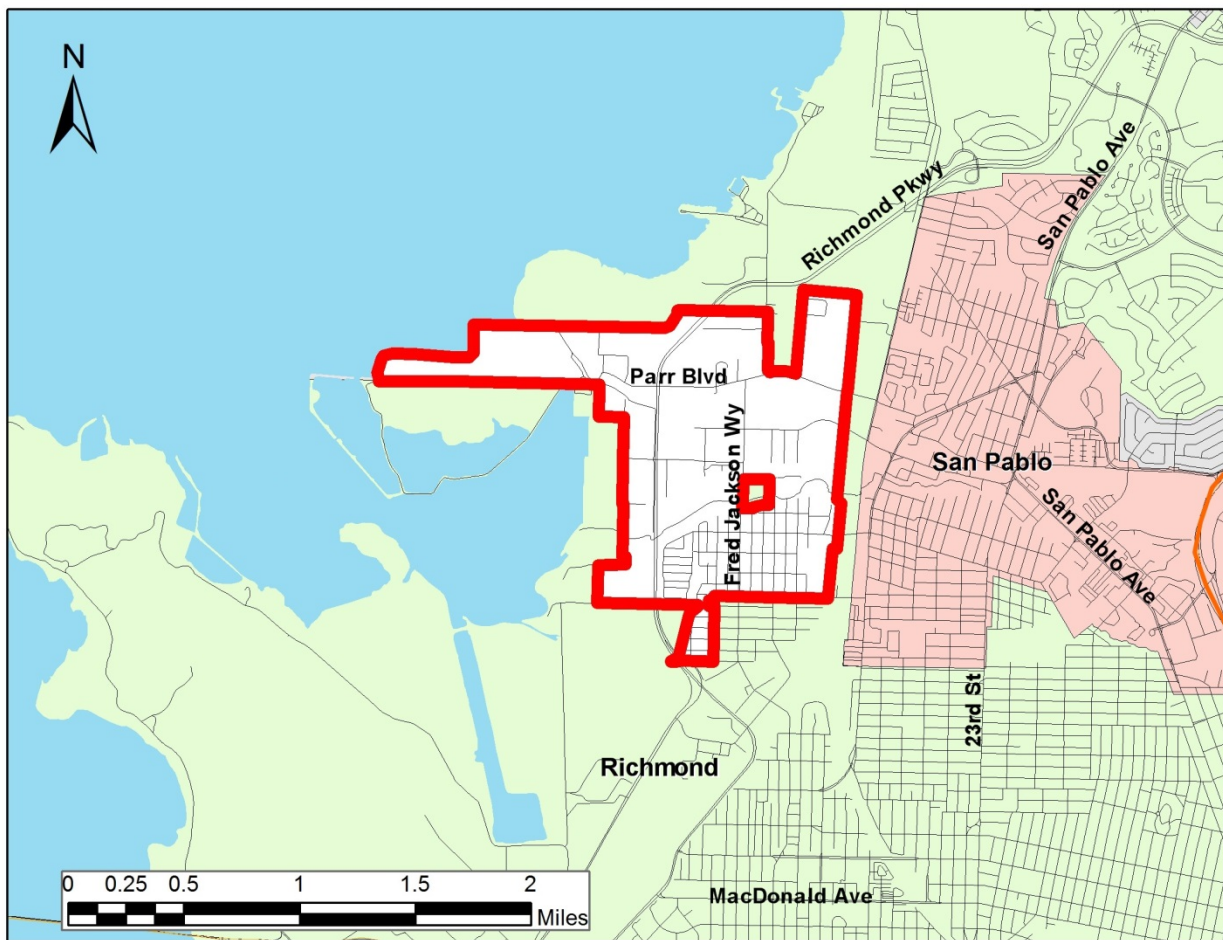 N
San Pablo Ave
Richmond Pkwy
Parr Blvd
Fred Jackson Wy
San Pablo
San Pablo Ave
23rd St
Richmond
MacDonald Ave
0 0.25 0.5 1 1.5 2
Miles